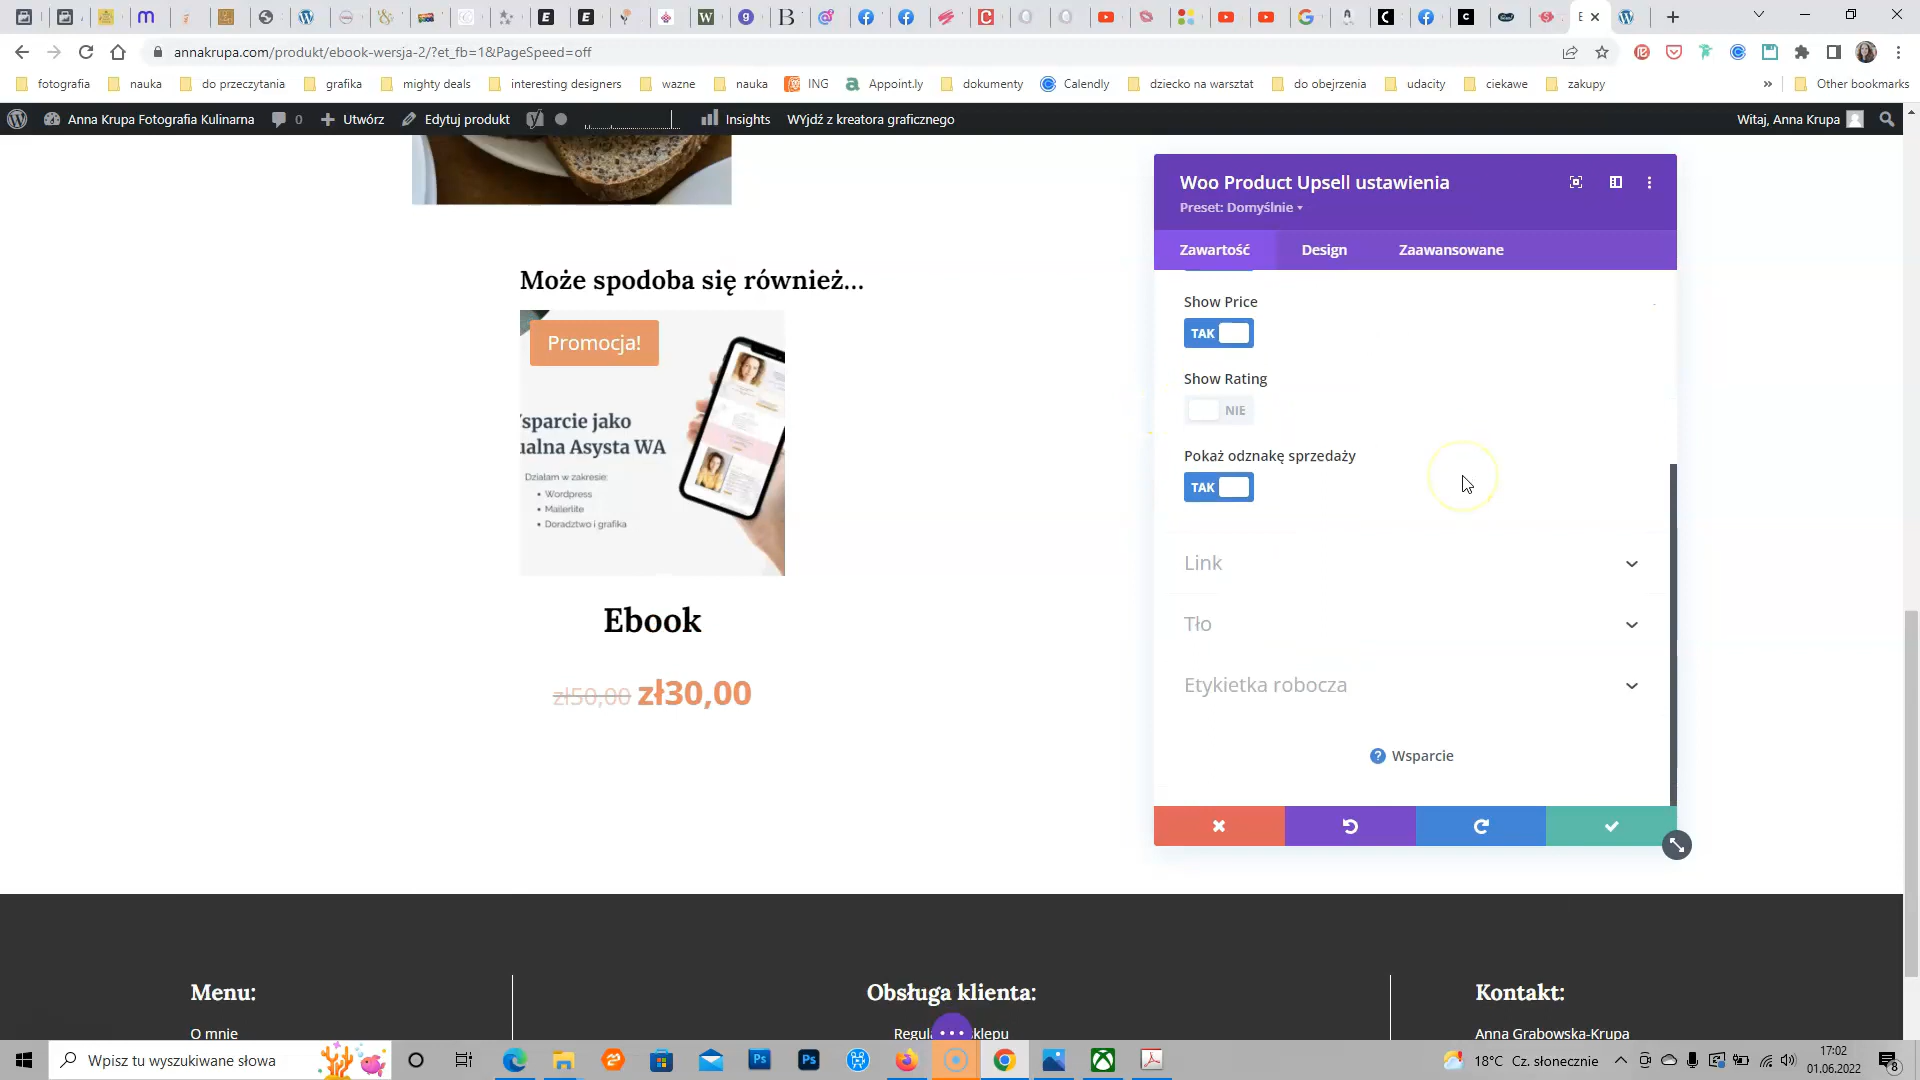 annakrupa.com/produkt/ebook-wersja-2/?et_fb=1&PageSpeed=off
fotografia nauka do przeczytania grafika mighty deals interesting designers wazne nauka ING Appoint.ly dokumenty Calendly dziecko na warsztat do obejrzenia udacity ciekawe zakupy » Other bookmarks
Anna Krupa Fotografia Kulinarna 0 Utwórz Edytuj produkt Insights WYjdź z kreatora graficznego Witaj, Anna Krupa
Woo Product Upsell ustawienia
Preset: Domyślnie
Zawartość Design Zaawansowane
Może spodoba się również…
Show Price
TAK
Promocja!
Show Rating
NIE
Wsparcie jako
ualna Asysta WA
Działam w zakresie:
Wordpress
Mailerlite
Doradztwo i grafika
Pokaż odznakę sprzedaży
TAK
Link
Tło
Etykietka robocza
Wsparcie
Ebook
zł50,00 zł30,00
Menu: Obsługa klienta: Kontakt:
O mnie Anna Grabowska-Krupa
Wpisz tu wyszukiwane słowa
18°C Cz. słonecznie
17:02
01.06.2022
8